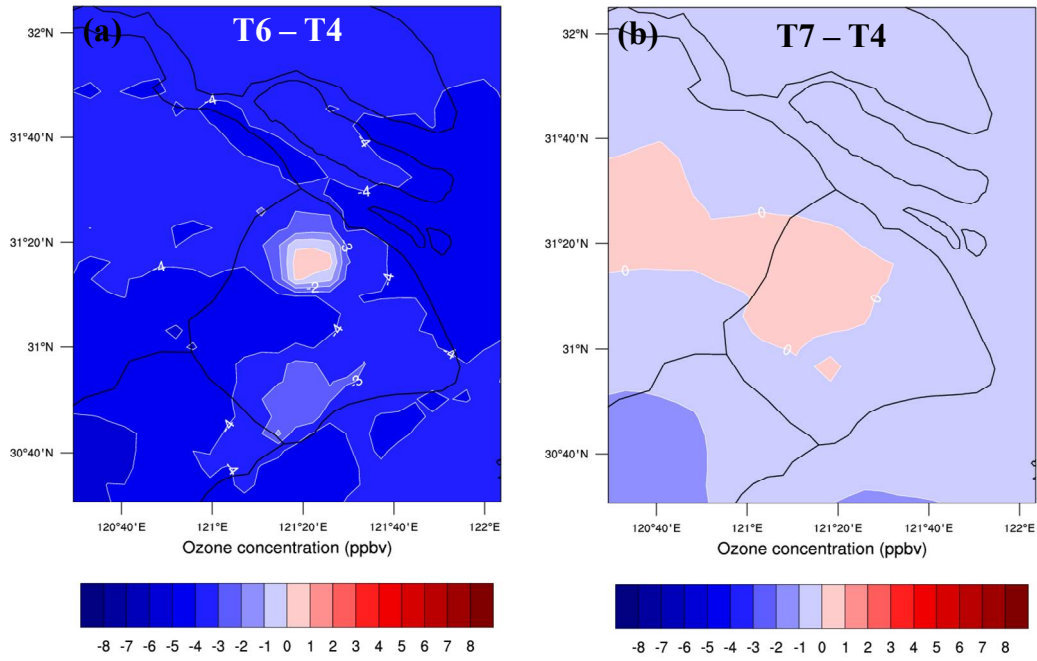 (a) T6 – T4
32°N
31°40'N
31°20'N
31°N
30°40'N
-4
-4
-4
-4
3
-4
-2
-4
-4
-3
-4
-4
120°40'E 121°E 121°20'E 121°40'E 122°E
Ozone concentration (ppbv)
-8 -7 -6 -5 -4 -3 -2 -1 0 1 2 3 4 5 6 7 8
(b) T7 – T4
32°N
31°40'N
31°20'N
31°N
30°40'N
0
0
0
0
120°40'E 121°E 121°20'E 121°40'E 122°E
Ozone concentration (ppbv)
-8 -7 -6 -5 -4 -3 -2 -1 0 1 2 3 4 5 6 7 8